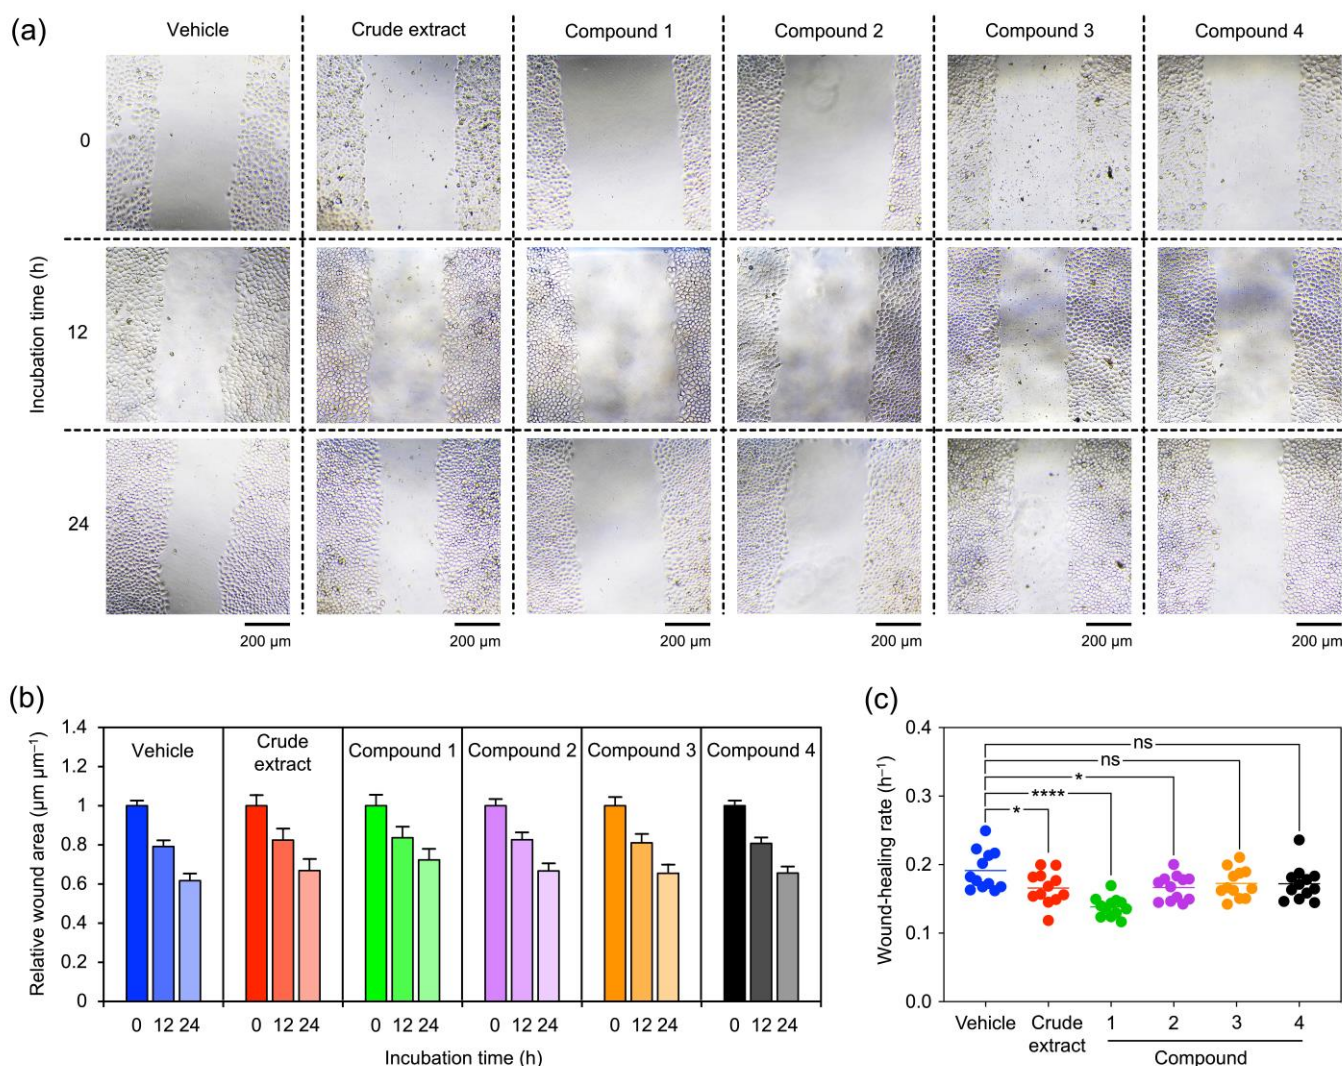 (a)
Vehicle Crude extract Compound 1 Compound 2 Compound 3 Compound 4
Incubation time (h)
0
12
24
200 µm 200 µm 200 µm 200 µm 200 µm 200 µm
(b)
Relative wound area (µm µm⁻¹)
1.4
1.2
1
0.8
0.6
0.4
0.2
0
Vehicle Crude extract Compound 1 Compound 2 Compound 3 Compound 4
0 12 24 0 12 24 0 12 24 0 12 24 0 12 24 0 12 24
Incubation time (h)
(c)
Wound-healing rate (h⁻¹)
0.4
0.3
0.2
0.1
0.0
ns
ns
*
****
*
Vehicle Crude extract 1 2 3 4
Compound